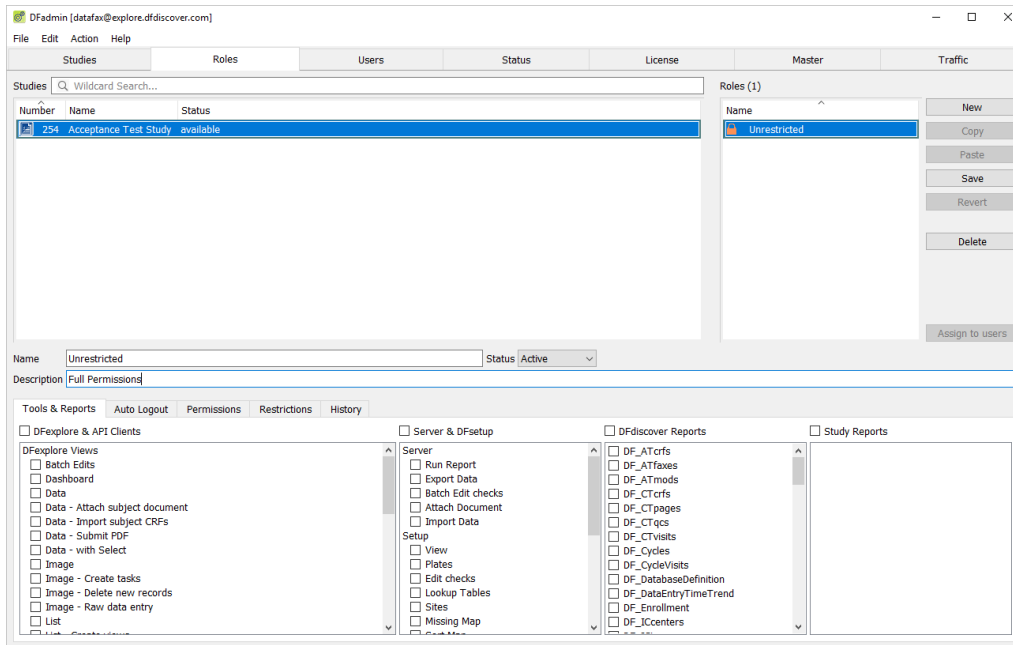 DFadmin [datafax@explore.dfdiscover.com]
File Edit Action Help
Studies Roles Users Status License Master Traffic
Studies Wildcard Search... Roles (1)
Number Name Status Name New
254 Acceptance Test Study available Unrestricted Copy
Paste
Save
Revert
Delete
Assign to users
Name Unrestricted Status Active
Description Full Permissions
Tools & Reports Auto Logout Permissions Restrictions History
DFexplore & API Clients Server & DFsetup DFdiscover Reports Study Reports
DFexplore Views Server DF_ATcrfs
Batch Edits Run Report DF_ATfaxes
Dashboard Export Data DF_ATmods
Data Batch Edit checks DF_CTcrfs
Data - Attach subject document Attach Document DF_CTpages
Data - Import subject CRFs Import Data DF_CTqcs
Data - Submit PDF Setup DF_CTvisits
Data - with Select View DF_Cycles
Image Plates DF_CycleVisits
Image - Create tasks Edit checks DF_DatabaseDefinition
Image - Delete new records Lookup Tables DF_DataEntryTimeTrend
Image - Raw data entry Sites DF_Enrollment
List Missing Map DF_ICcenters